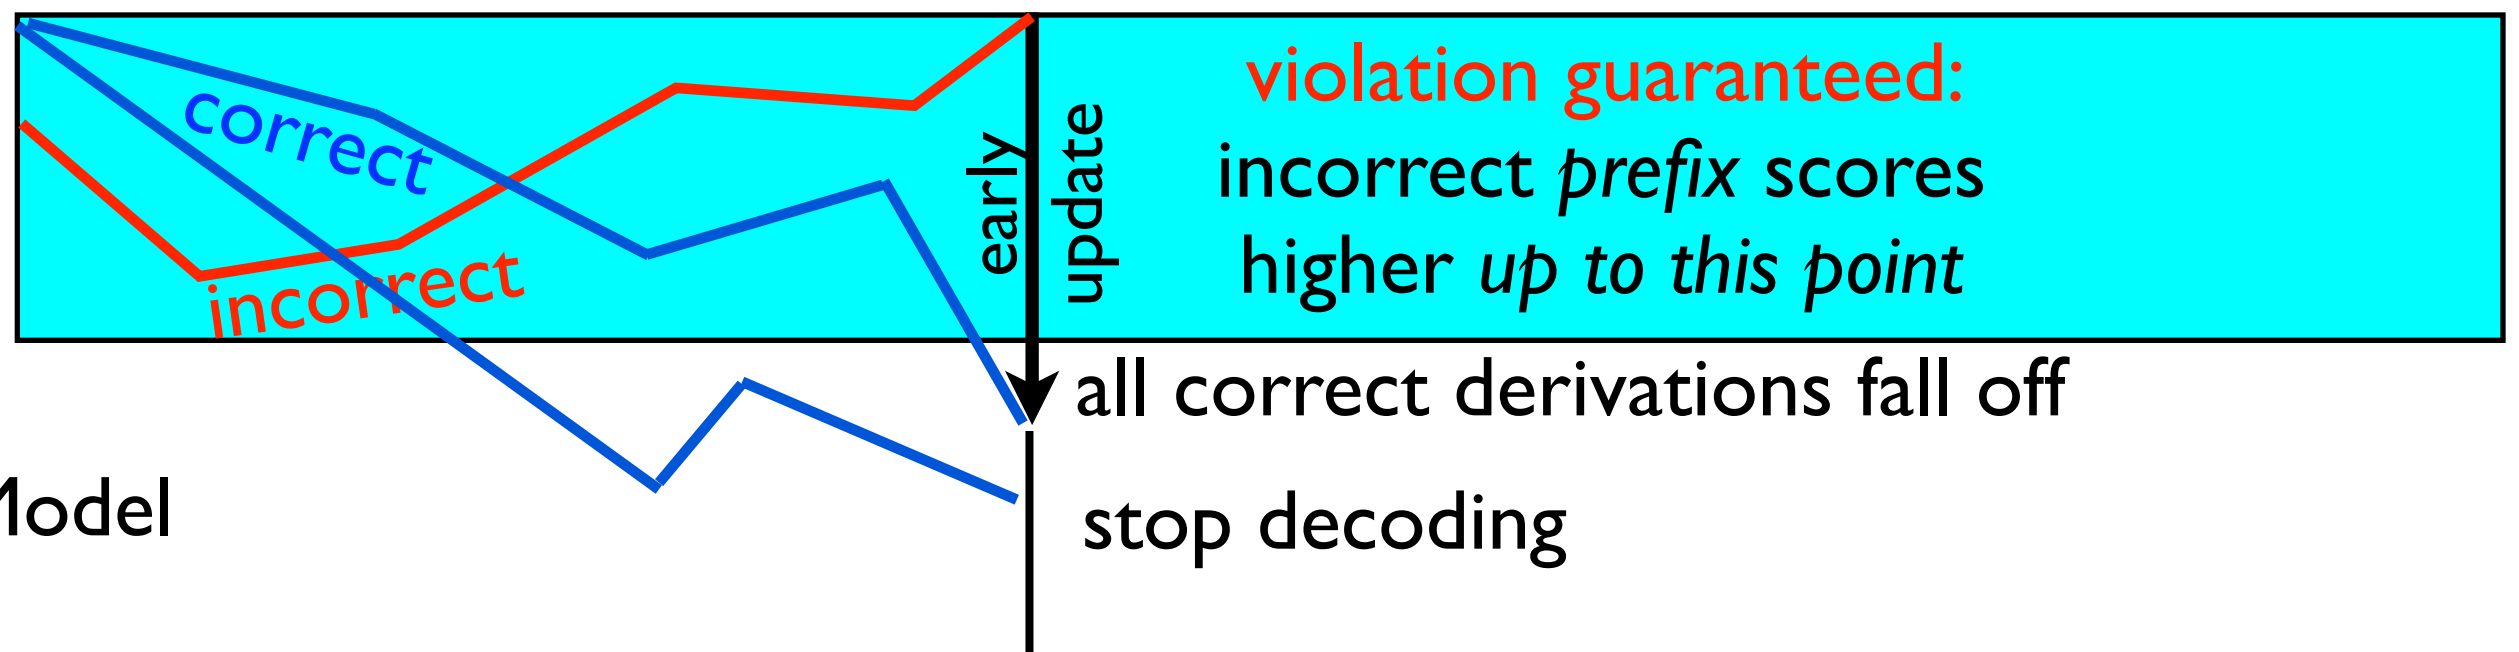 correct
incorrect
early
update
violation guaranteed:
incorrect prefix scores
higher up to this point
all correct derivations fall off
Model
stop decoding